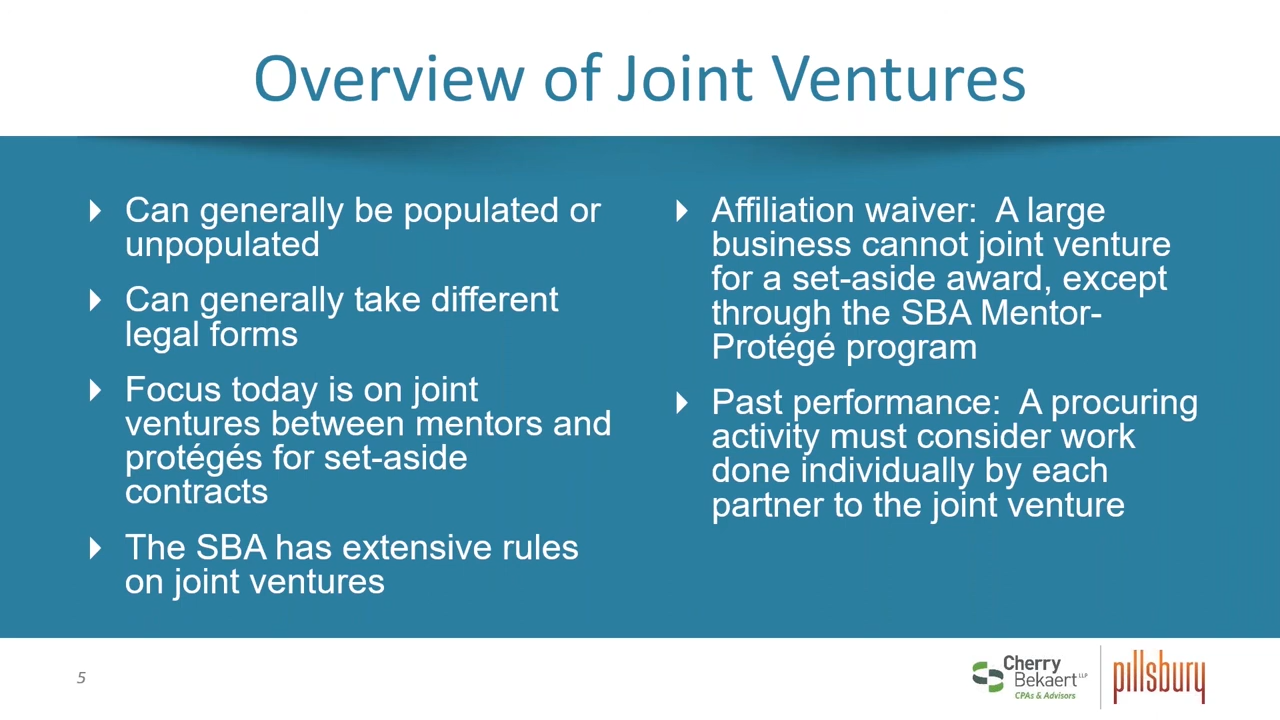 Overview of Joint Ventures
Can generally be populated or
unpopulated
Can generally take different
legal forms
Focus today is on joint
ventures between mentors and
protégés for set-aside
contracts
The SBA has extensive rules
on joint ventures
Affiliation waiver:  A large
business cannot joint venture
for a set-aside award, except
through the SBA Mentor-
Protégé program
Past performance:  A procuring
activity must consider work
done individually by each
partner to the joint venture
5
Cherry
Bekaert LLP
CPAs & Advisors
pillsbury